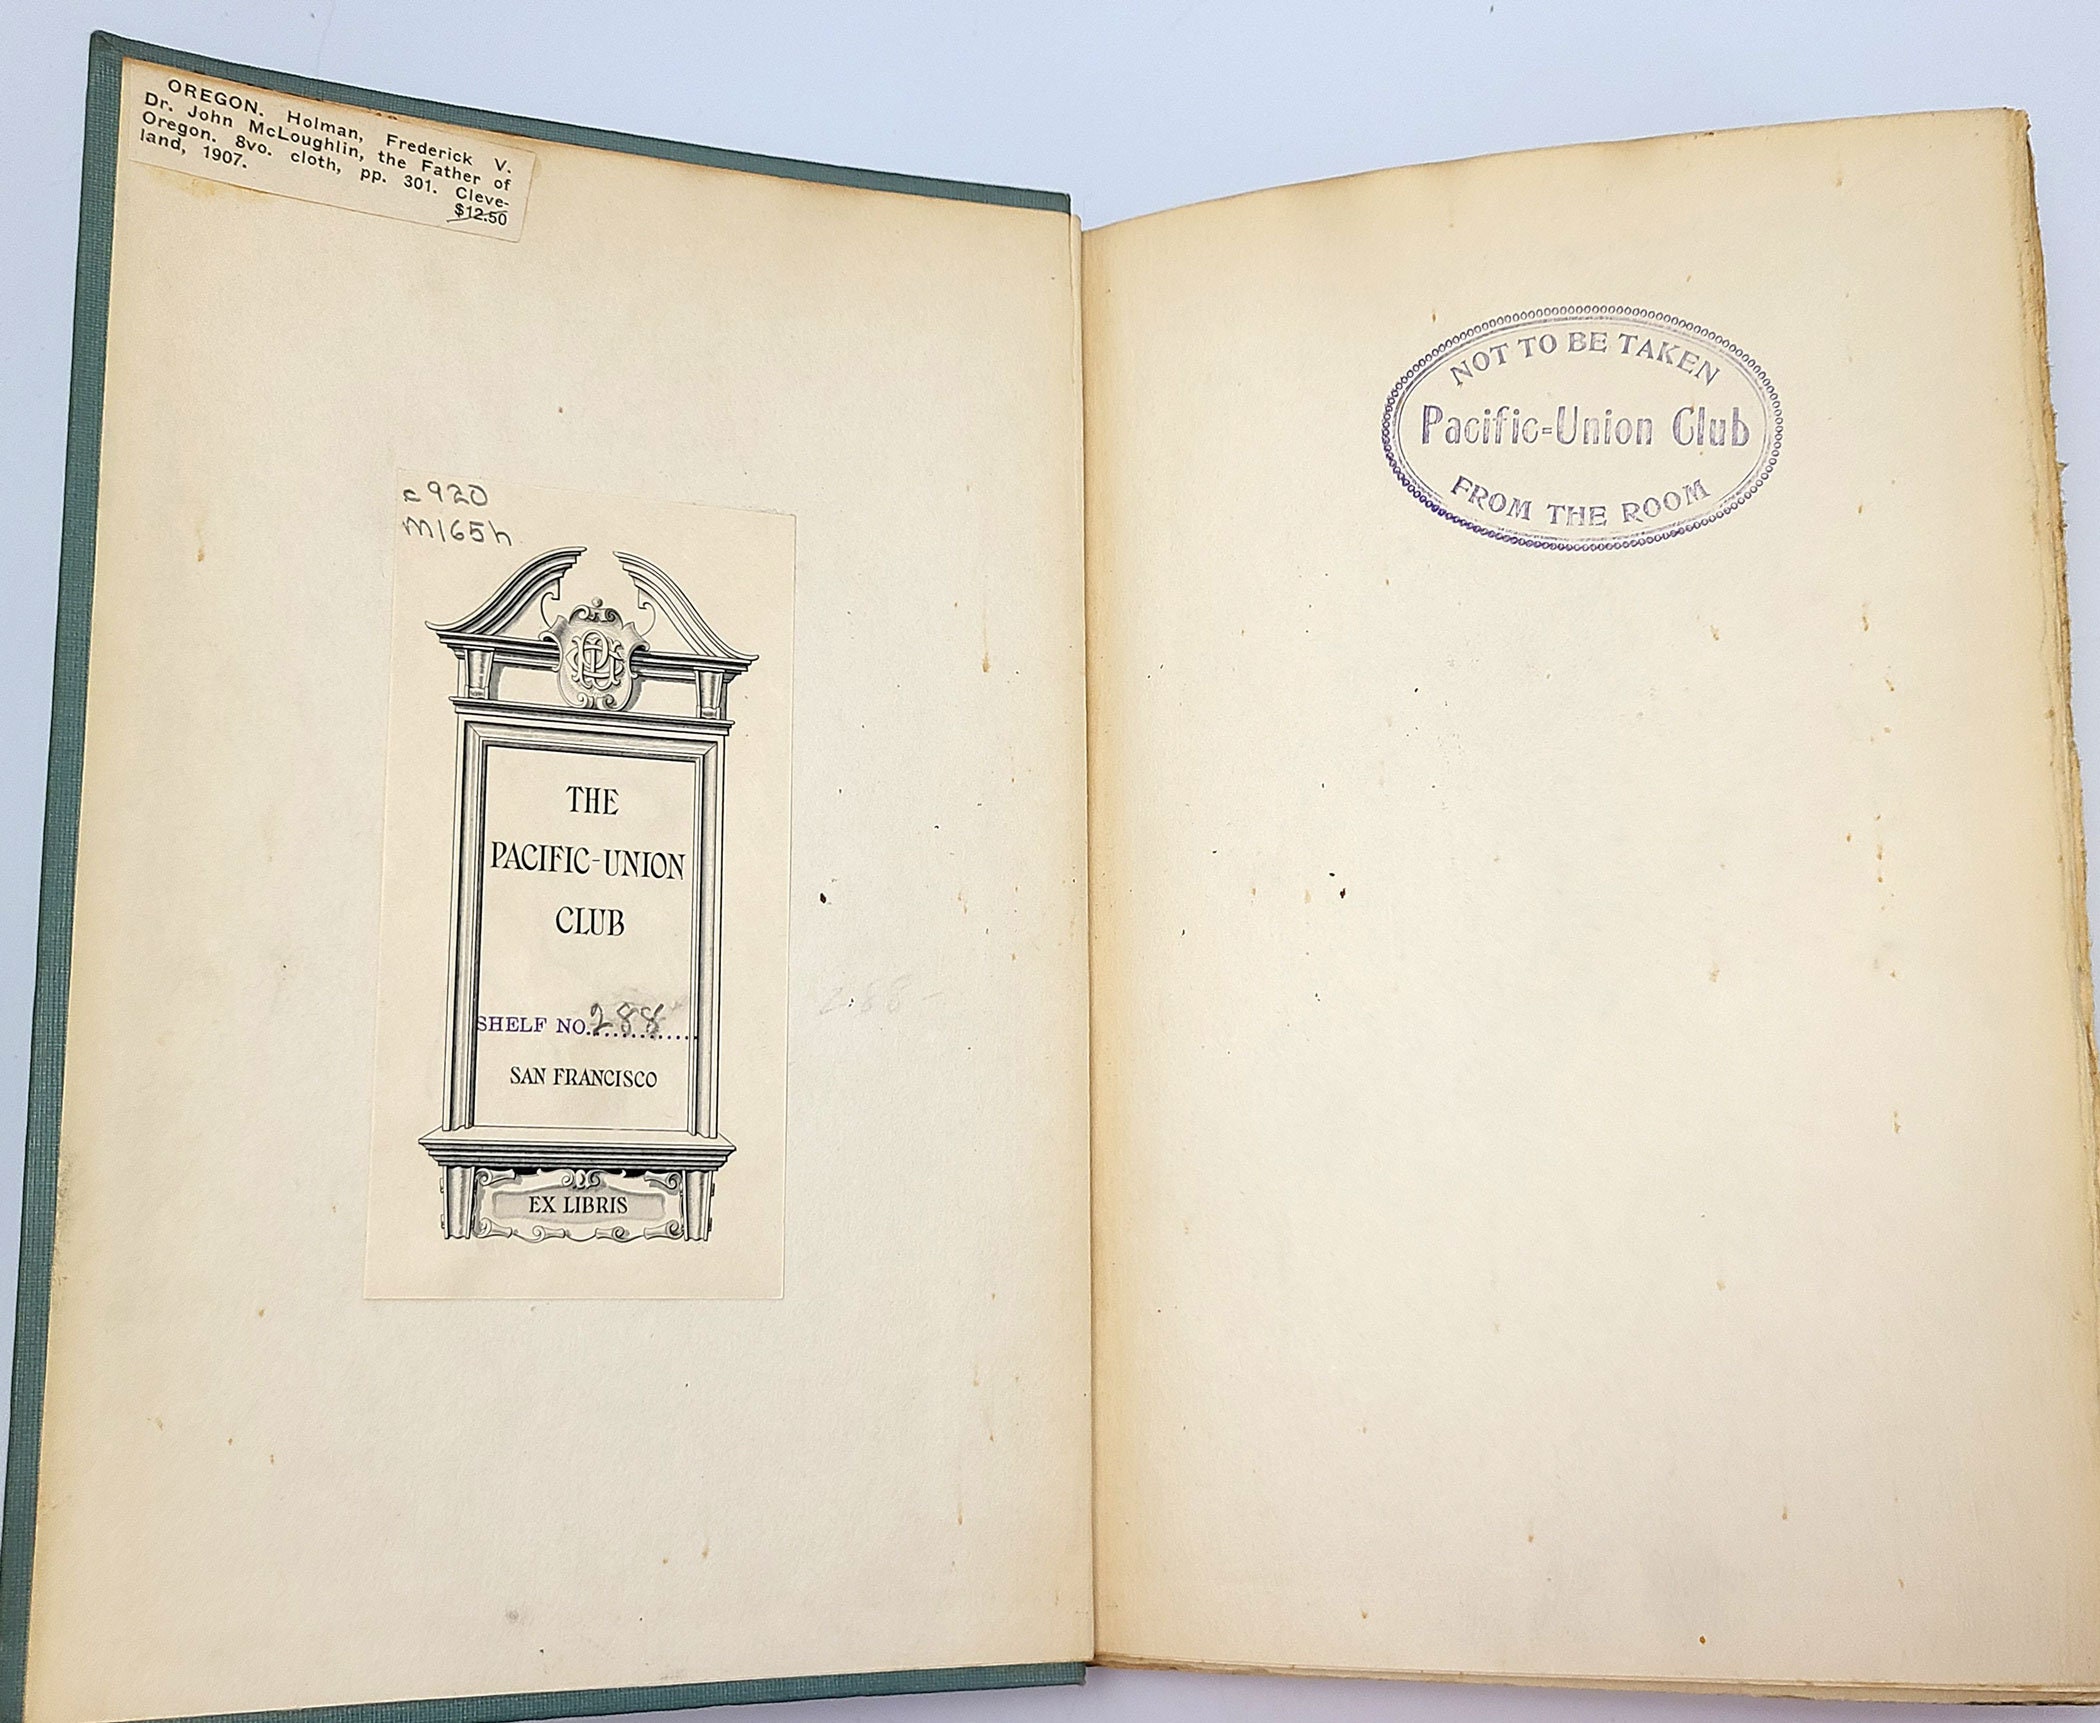 OREGON. Holman, Frederick V.
Dr. John McLoughlin, the Father of
Oregon. 8vo. cloth, pp. 301. Cleve-
land, 1907.
$12.50
c920
M165h
THE
PACIFIC-UNION
CLUB
SHELF NO. 288
SAN FRANCISCO
EX LIBRIS
288-
NOT TO BE TAKEN
Pacific=Union Club
FROM THE ROOM